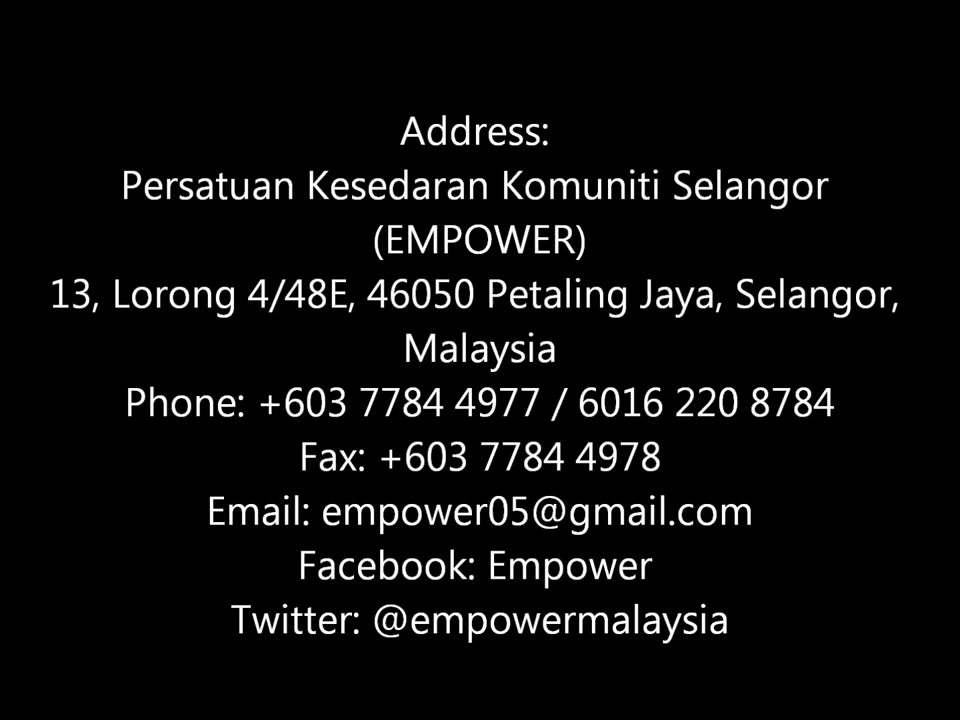 Address:
Persatuan Kesedaran Komuniti Selangor
(EMPOWER)
13, Lorong 4/48E, 46050 Petaling Jaya, Selangor,
Malaysia
Phone: +603 7784 4977 / 6016 220 8784
Fax: +603 7784 4978
Email: empower05@gmail.com
Facebook: Empower
Twitter: @empowermalaysia